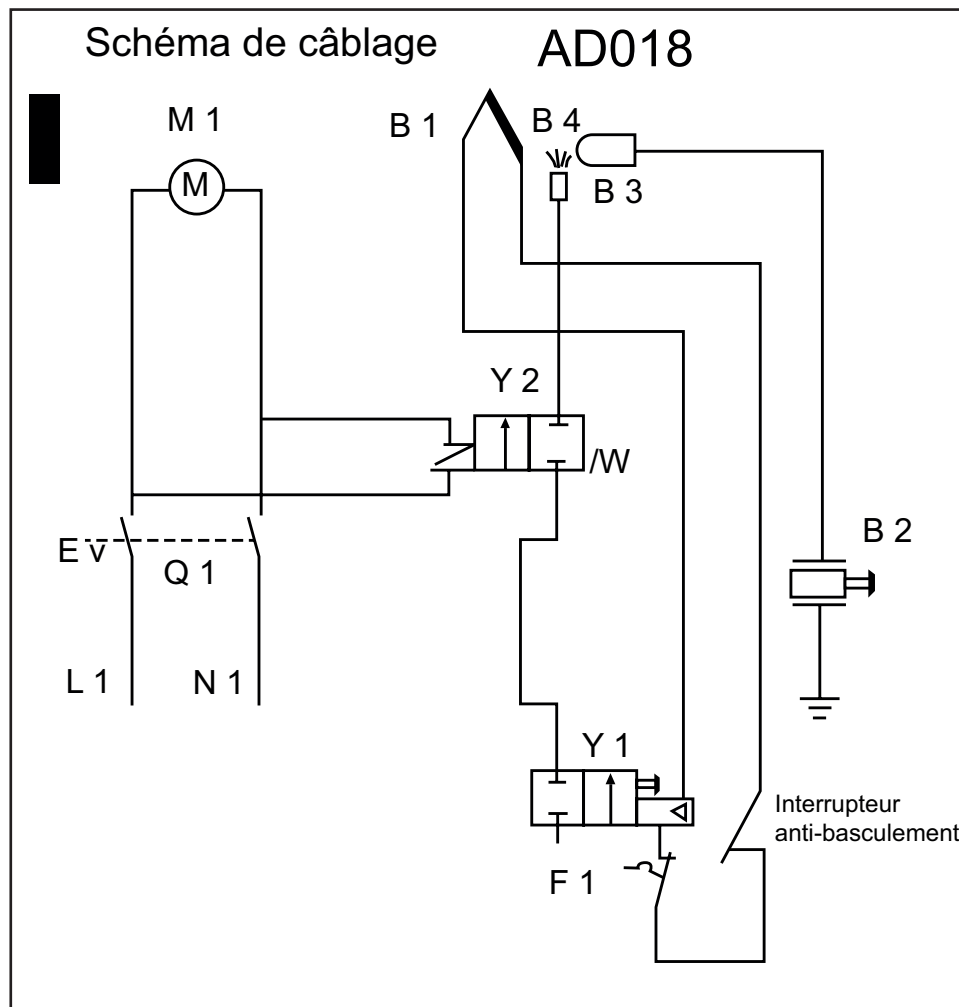 Schéma de câblage AD018
M 1
B 1
B 4
M
B 3
Y 2
/W
E v
Q 1
B 2
L 1
N 1
Y 1
Interrupteur
anti-basculement
F 1